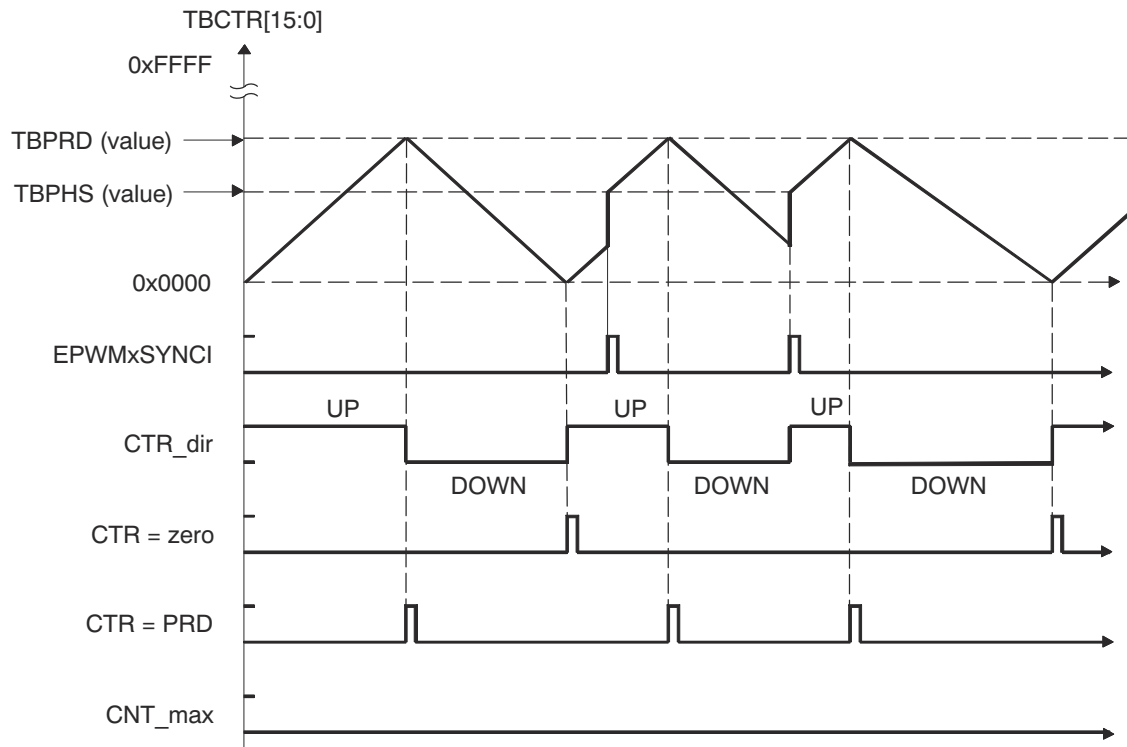 TBCTR[15:0]
0xFFFF
TBPRD (value)
TBPHS (value)
0x0000
EPWMxSYNCI
UP UP UP
CTR_dir
DOWN DOWN DOWN
CTR = zero
CTR = PRD
CNT_max